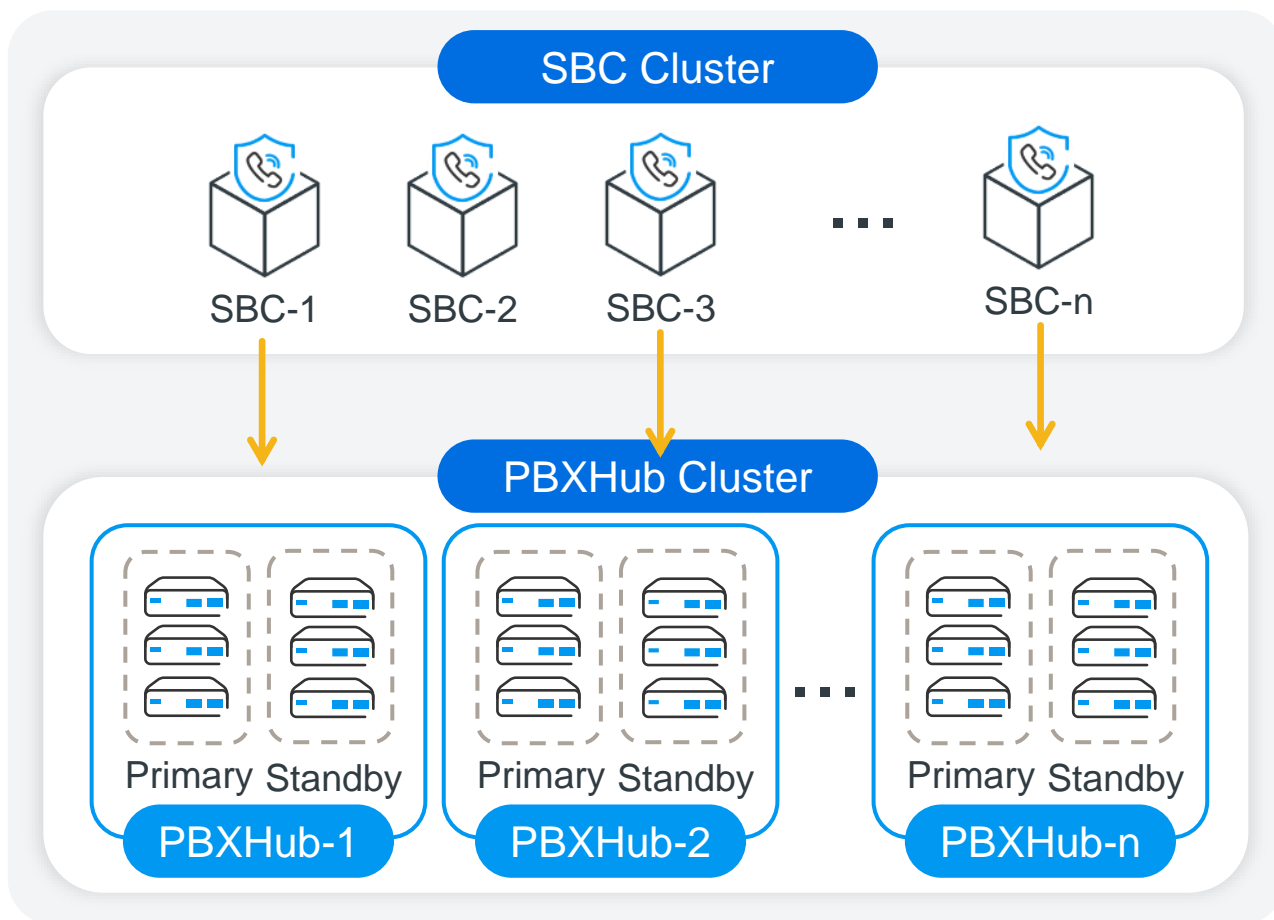 SBC Cluster
SBC-1
SBC-2
SBC-3
...
SBC-n
PBXHub Cluster
Primary Standby
Primary Standby
...
Primary Standby
PBXHub-1
PBXHub-2
PBXHub-n